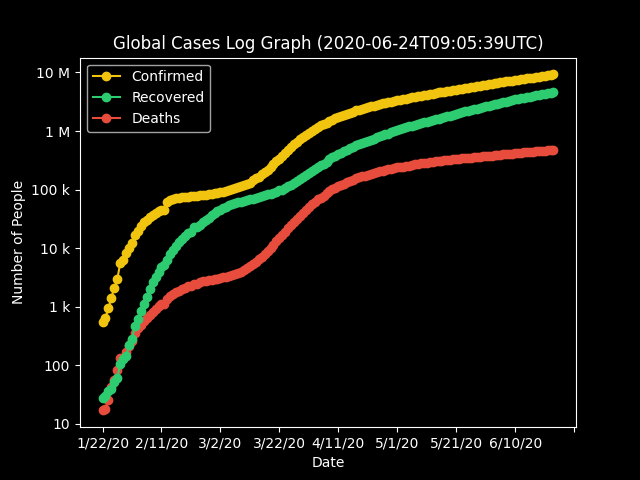 Global Cases Log Graph (2020-06-24T09:05:39UTC)
Confirmed
Recovered
Deaths
Number of People
10 M
1 M
100 k
10 k
1 k
100
10
1/22/20 2/11/20 3/2/20 3/22/20 4/11/20 5/1/20 5/21/20 6/10/20
Date